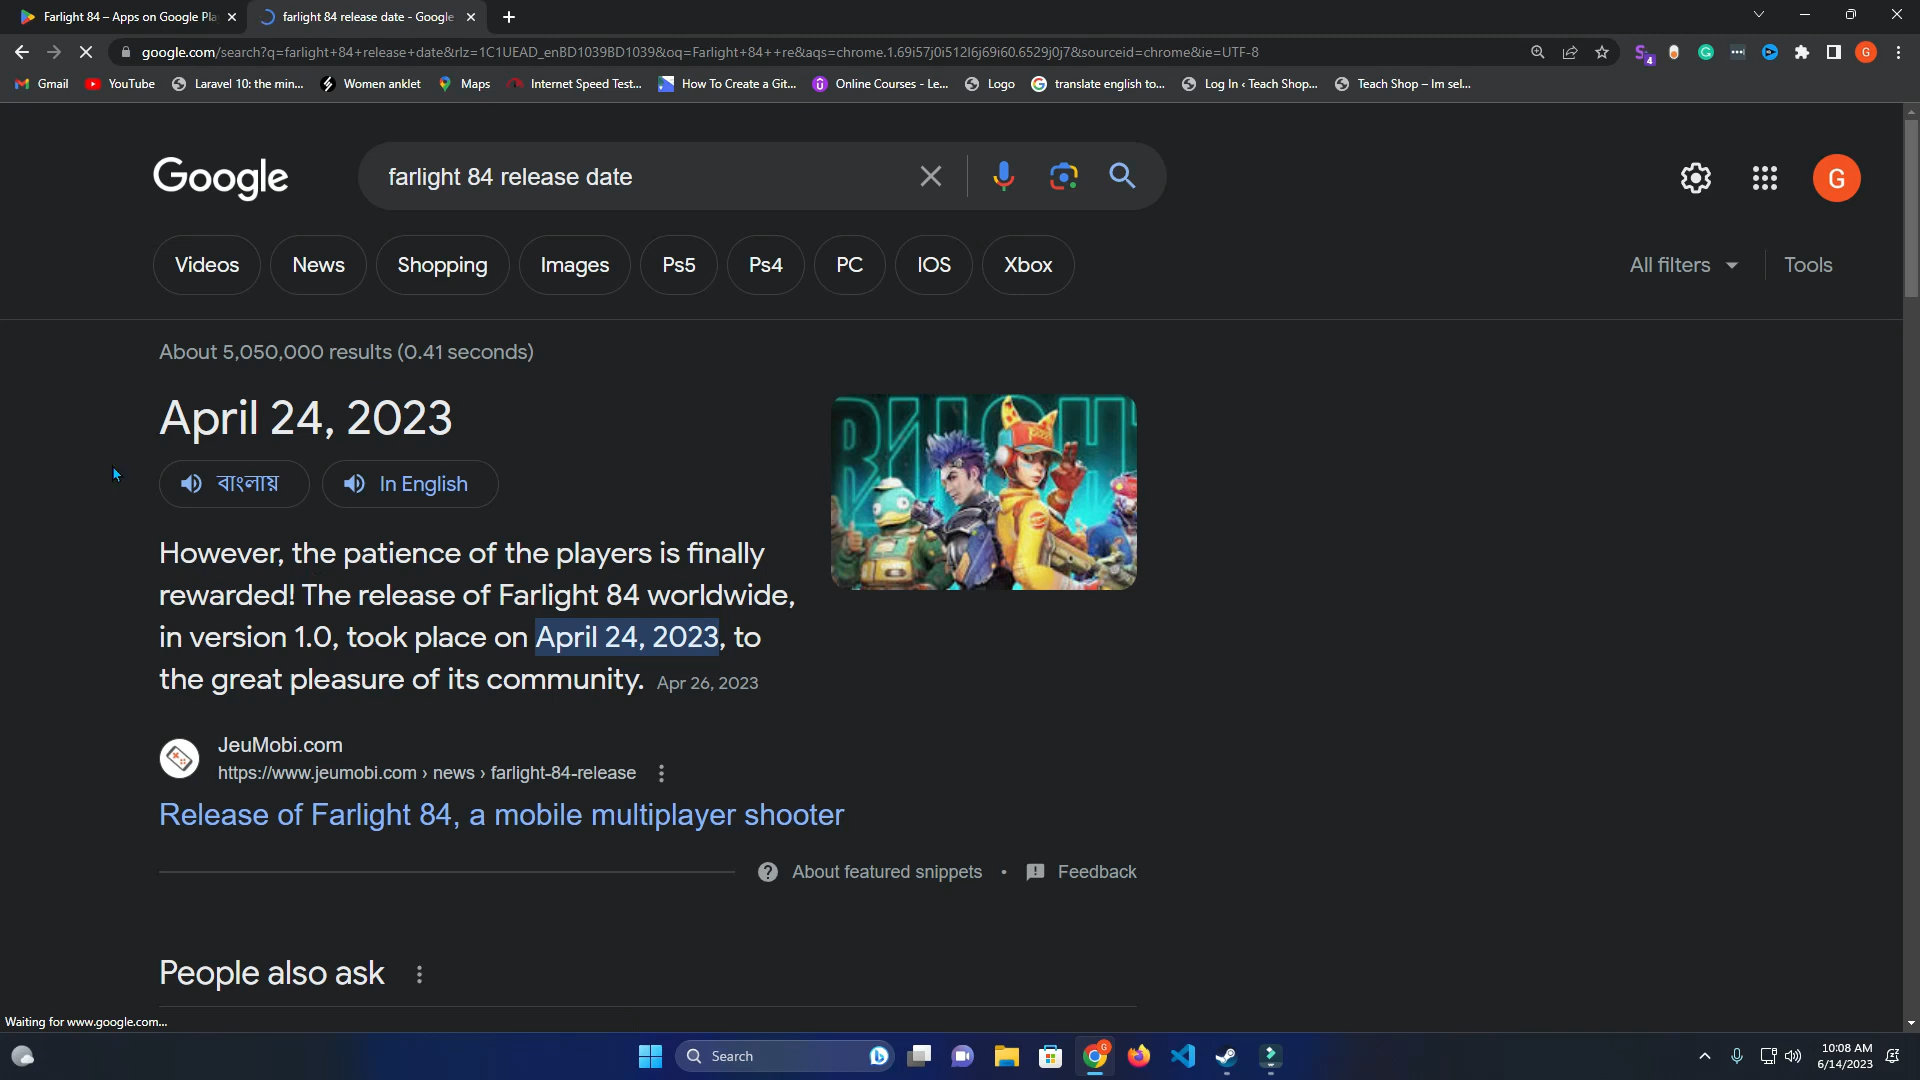 Farlight 84 – Apps on Google Pla
farlight 84 release date - Google
google.com/search?q=farlight+84+release+date&rlz=1C1UEAD_enBD1039BD1039&oq=Farlight+84++re&aqs=chrome.1.69i57j0i512l6j69i60.6529j0j7&sourceid=chrome&ie=UTF-8
4
G
Gmail
YouTube
Laravel 10: the min...
Women anklet
Maps
Internet Speed Test...
How To Create a Git...
Online Courses - Le...
Logo
translate english to...
Log In ‹ Teach Shop...
Teach Shop – Im sel...
Google
farlight 84 release date
G
Videos
News
Shopping
Images
Ps5
Ps4
PC
IOS
Xbox
All filters
Tools
About 5,050,000 results (0.41 seconds)
April 24, 2023
বাংলায়
In English
However, the patience of the players is finally
rewarded! The release of Farlight 84 worldwide,
in version 1.0, took place on April 24, 2023, to
the great pleasure of its community. Apr 26, 2023
JeuMobi.com
https://www.jeumobi.com › news › farlight-84-release
Release of Farlight 84, a mobile multiplayer shooter
About featured snippets
•
Feedback
People also ask
Waiting for www.google.com...
Search
G
10:08 AM
6/14/2023